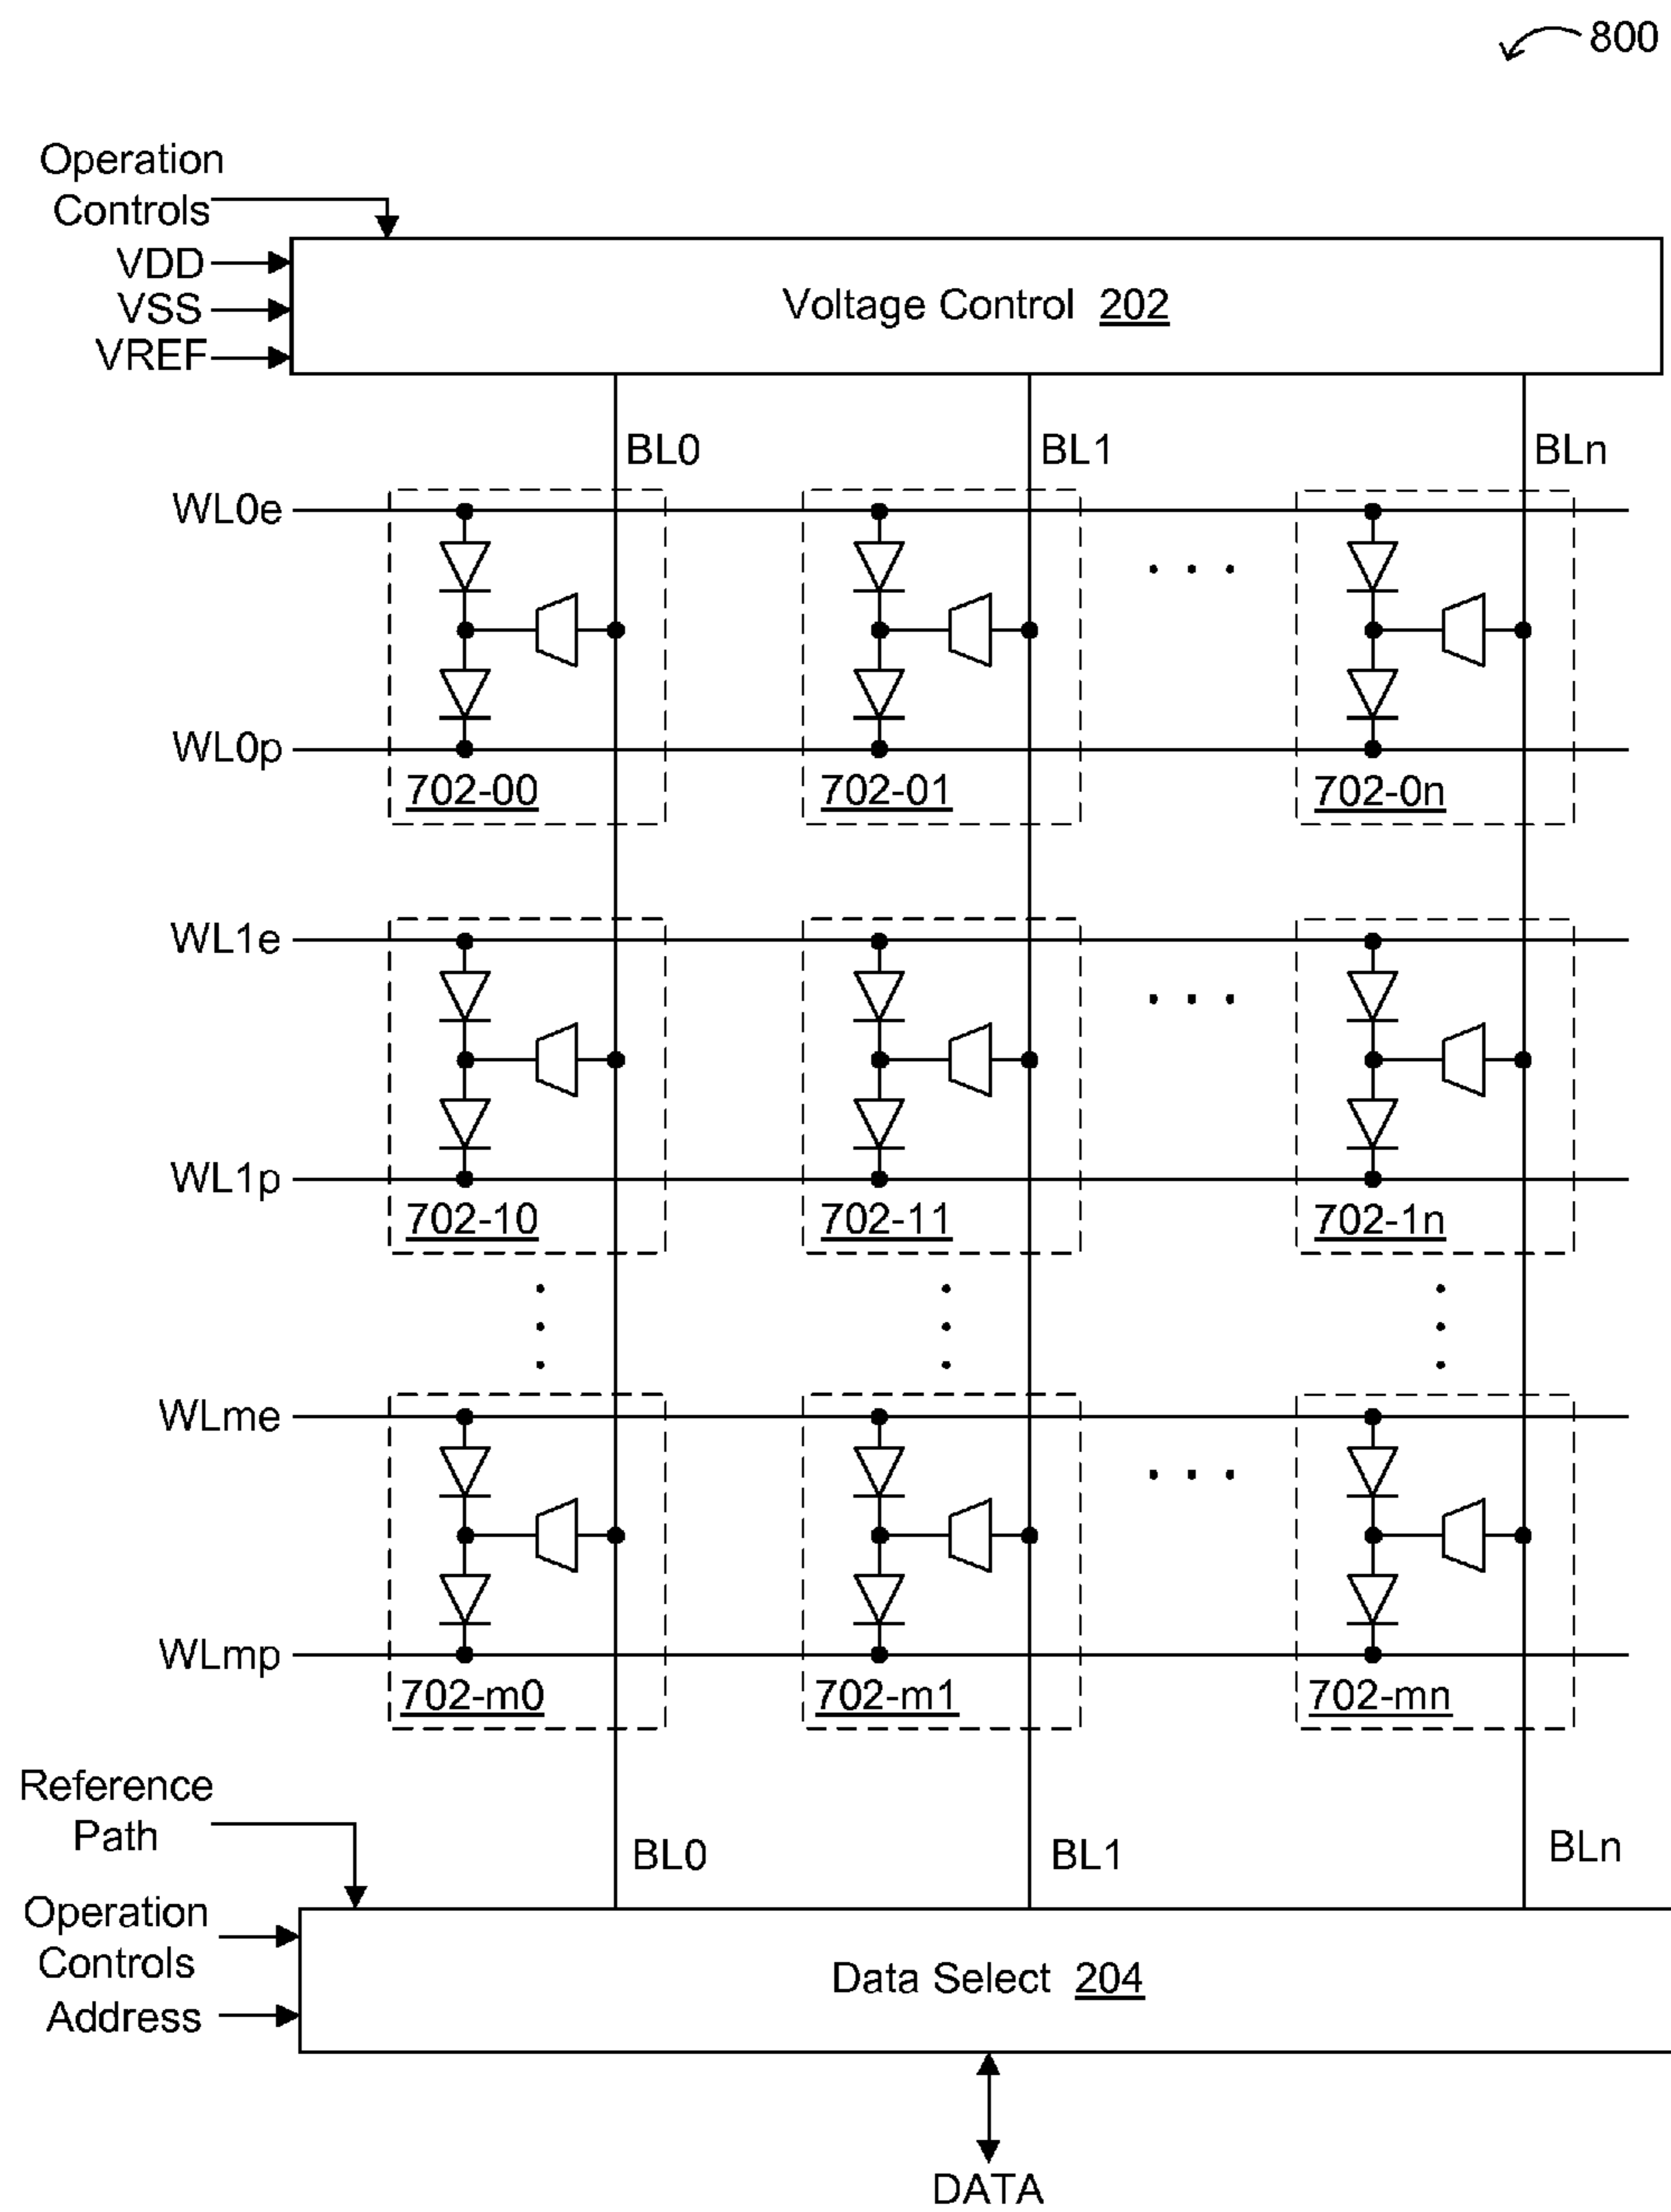 800
Operation
Controls
VDD
VSS
VREF
Voltage Control 202
BL0
BL1
BLn
WL0e
WL0p
702-00
702-01
702-0n
WL1e
WL1p
702-10
702-11
702-1n
WLme
WLmp
702-m0
702-m1
702-mn
Reference
Path
BL0
BL1
BLn
Operation
Controls
Address
Data Select 204
DATA